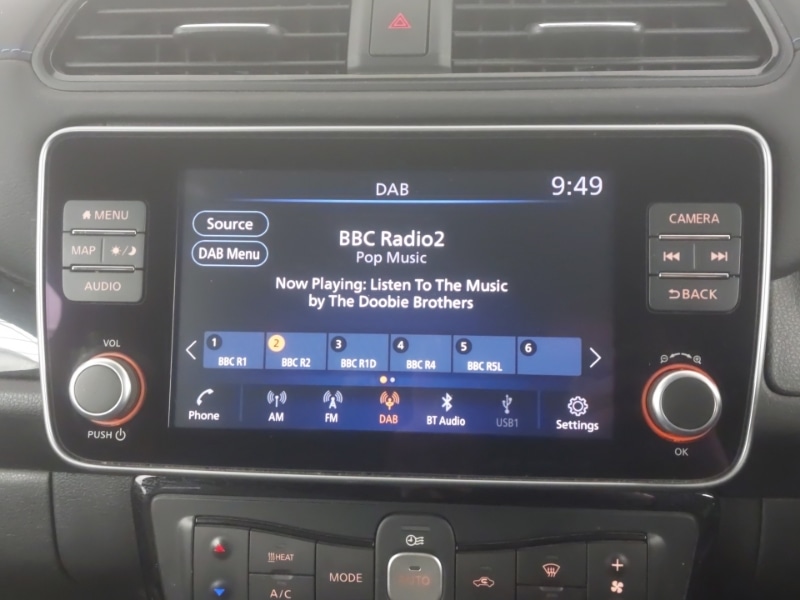 DAB
9:49
MENU
MAP
AUDIO
VOL
PUSH
Source
DAB Menu
BBC Radio2
Pop Music
Now Playing: Listen To The Music
by The Doobie Brothers
1 2 3 4 5 6
BBC R1 BBC R2 BBC R1D BBC R4 BBC R5L
Phone AM FM DAB BT Audio USB1 Settings
CAMERA
BACK
OK
HEAT
A/C
MODE
AUTO